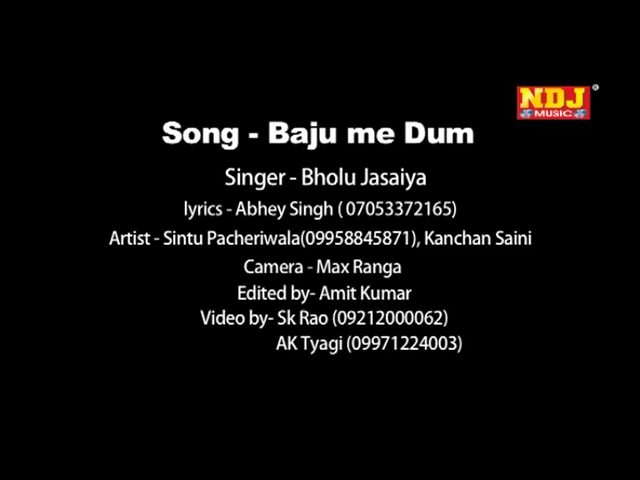 NDJ
MUSIC
Song - Baju me Dum
Singer - Bholu Jasaiya
lyrics - Abhey Singh ( 07053372165)
Artist - Sintu Pacheriwala(09958845871), Kanchan Saini
Camera - Max Ranga
Edited by- Amit Kumar
Video by- Sk Rao (09212000062)
AK Tyagi (09971224003)